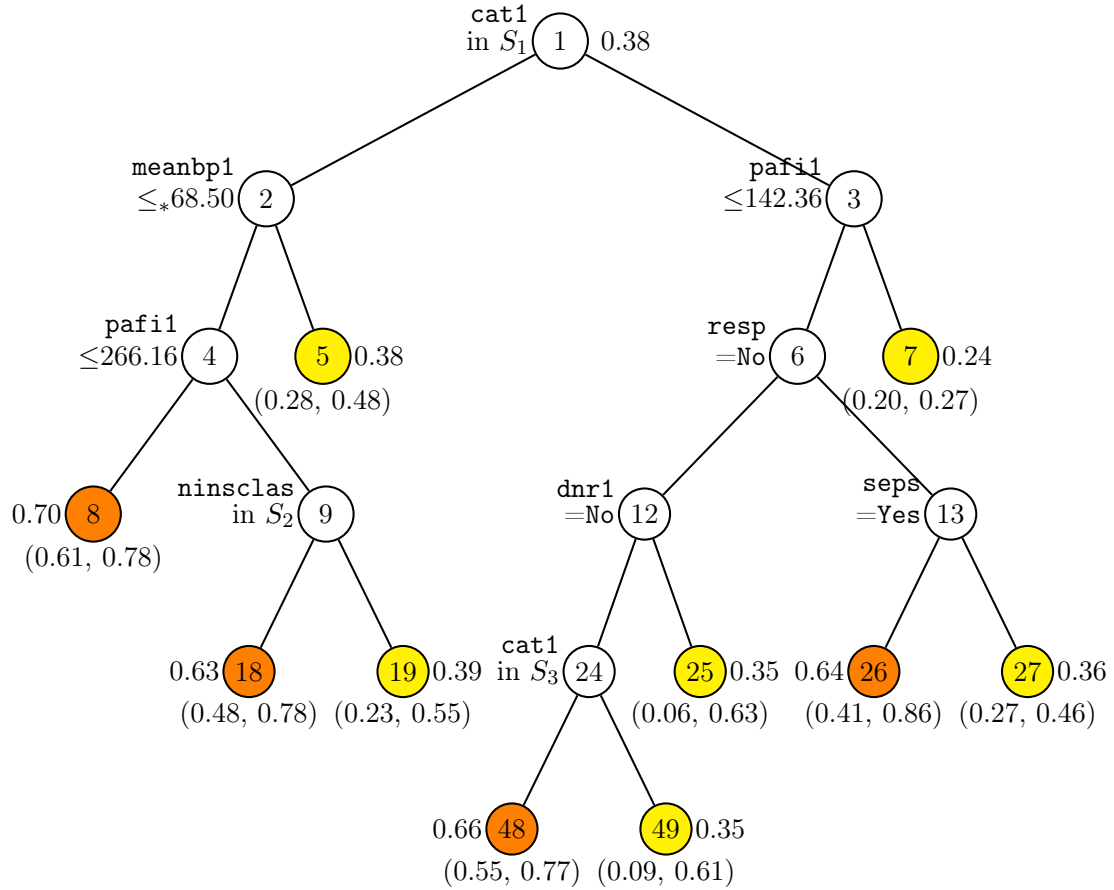 cat1
in S₁ 1 0.38
meanbp1 pafi1
≤*68.50 2 ≤142.36 3
pafi1 resp
≤266.16 4 5 0.38 =No 6 7 0.24
(0.28, 0.48) (0.20, 0.27)
ninsclas dnr1 seps
0.70 8 in S₂ 9 =No 12 =Yes 13
(0.61, 0.78)
cat1
0.63 18 19 0.39 in S₃ 24 25 0.35 0.64 26 27 0.36
(0.48, 0.78) (0.23, 0.55) (0.06, 0.63) (0.41, 0.86) (0.27, 0.46)
0.66 48 49 0.35
(0.55, 0.77) (0.09, 0.61)